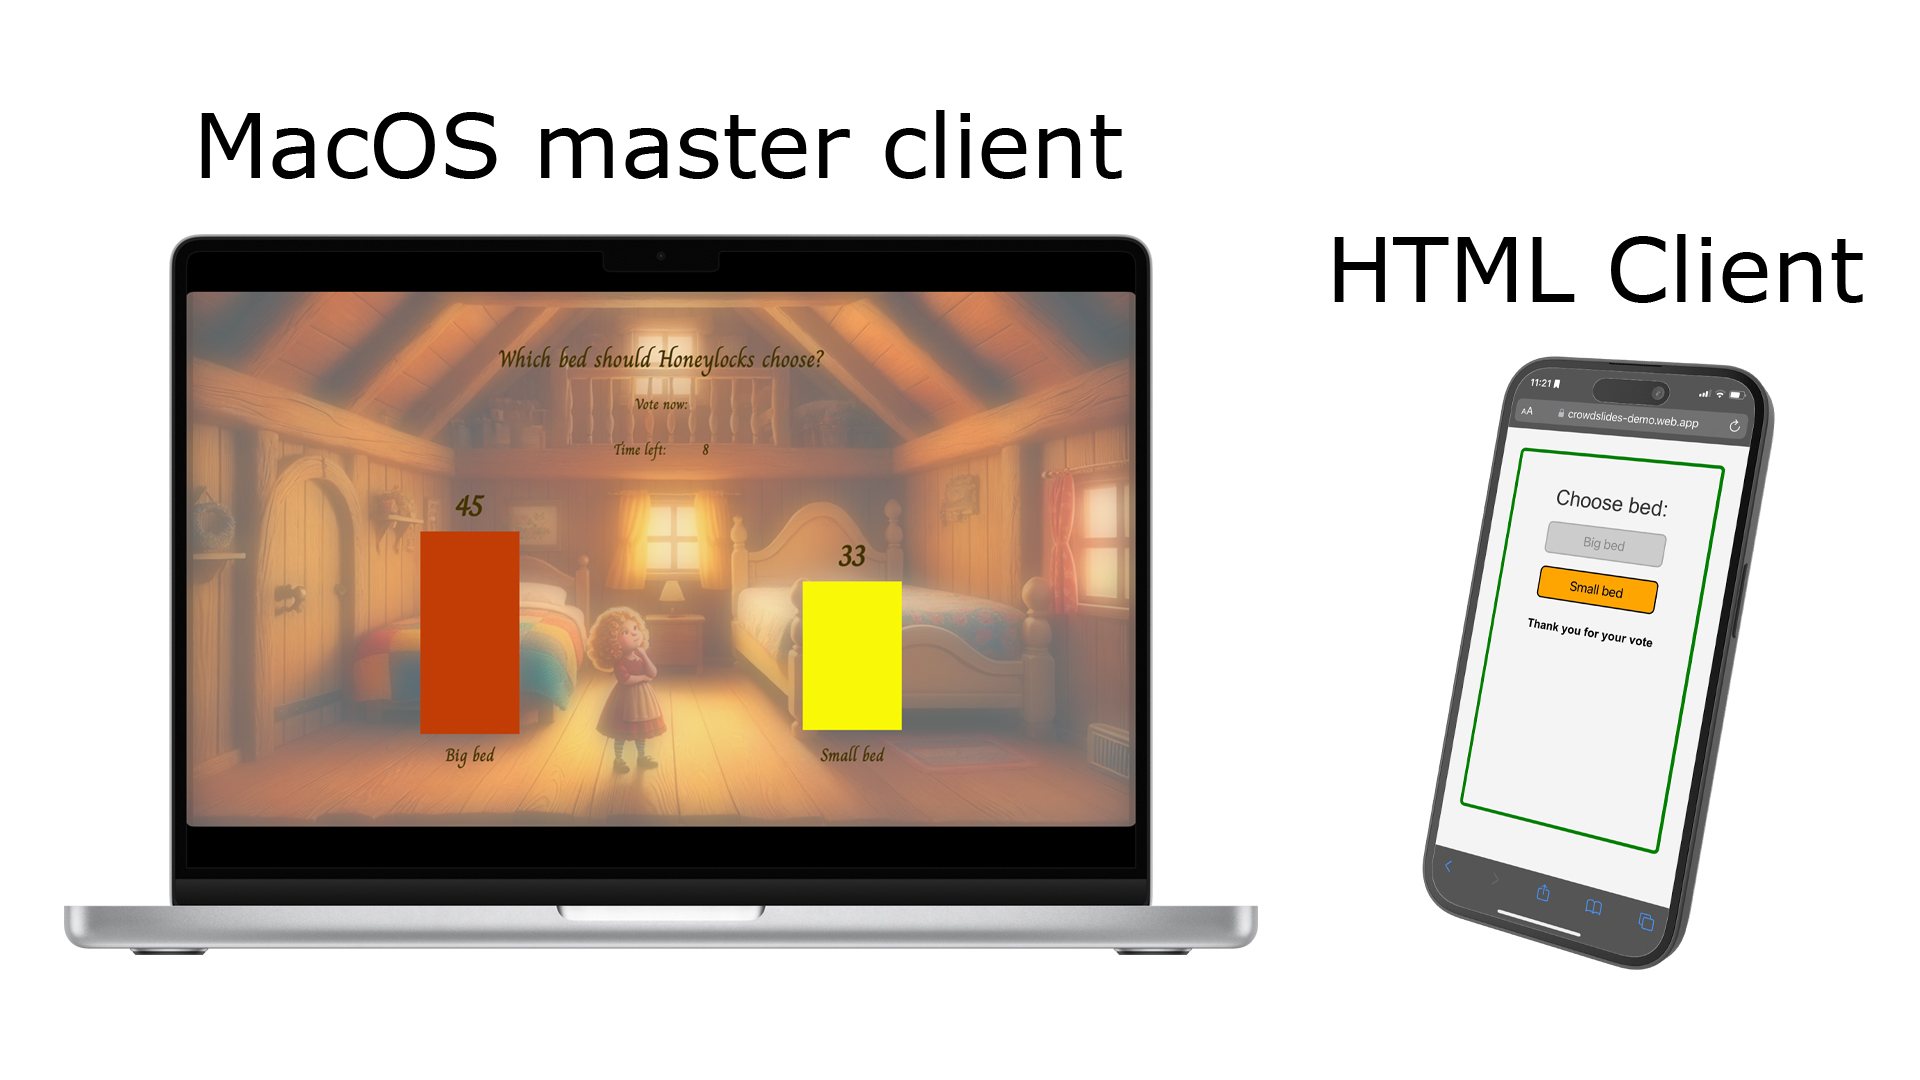 MacOS master client
HTML Client
Which bed should Honeylocks choose?
Vote now:
Time left: 8
45
33
Big bed
Small bed
11:21
AA crowdslides-demo.web.app
Choose bed:
Big bed
Small bed
Thank you for your vote